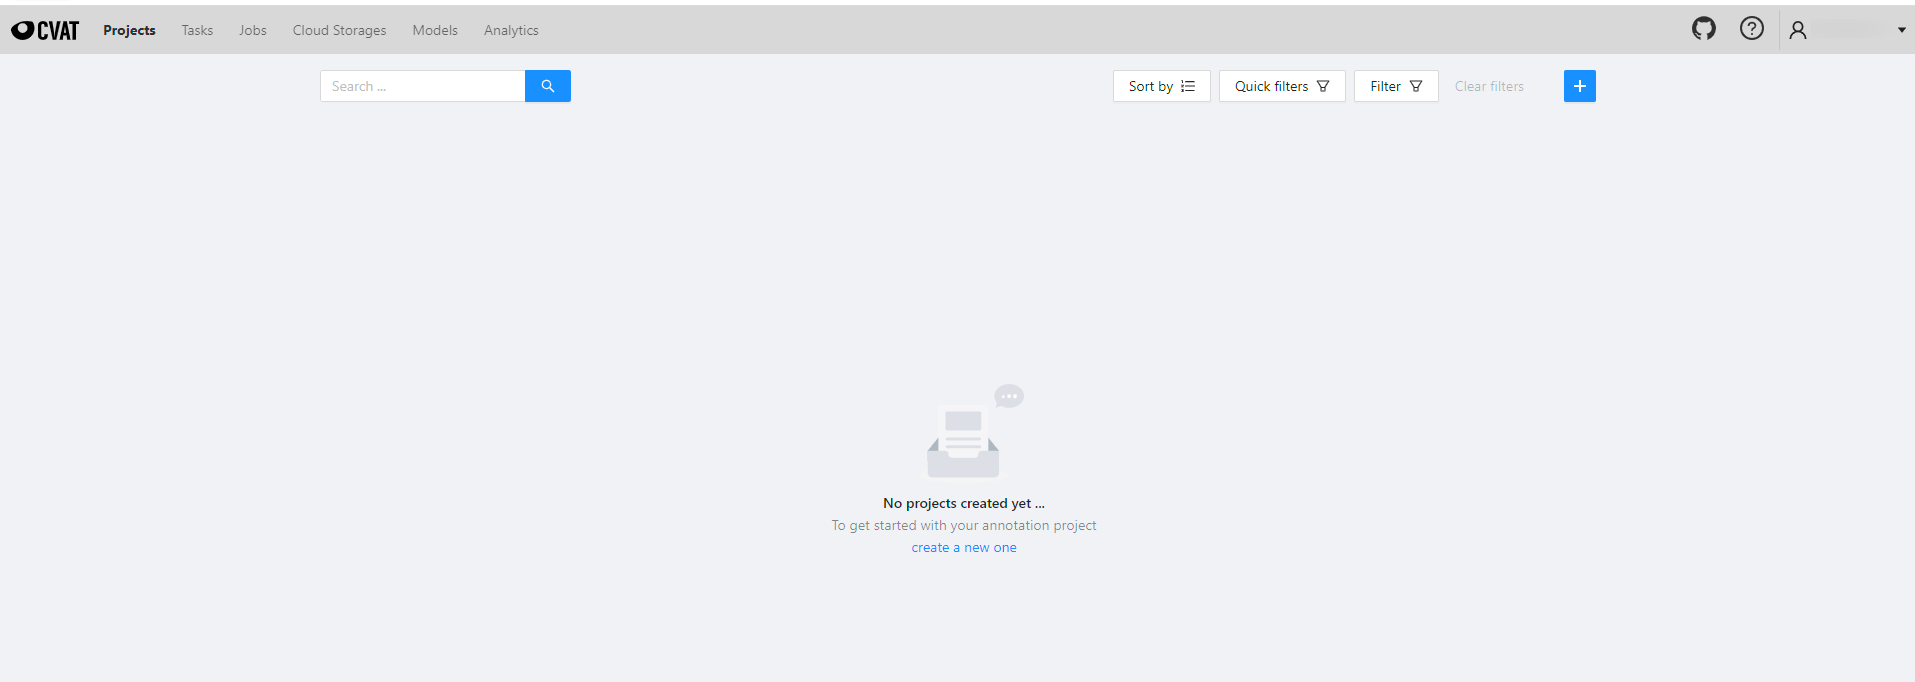 CVAT Projects Tasks Jobs Cloud Storages Models Analytics
Search ... Sort by Quick filters Filter Clear filters
No projects created yet ...
To get started with your annotation project
create a new one